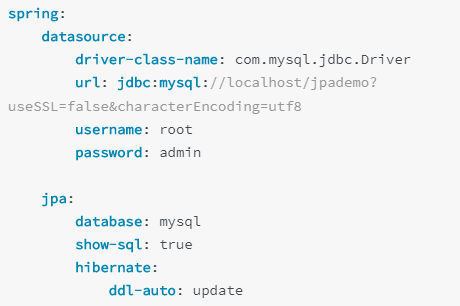 spring:
    datasource:
        driver-class-name: com.mysql.jdbc.Driver
        url: jdbc:mysql://localhost/jpademo?
useSSL=false&characterEncoding=utf8
        username: root
        password: admin

    jpa:
        database: mysql
        show-sql: true
        hibernate:
            ddl-auto: update